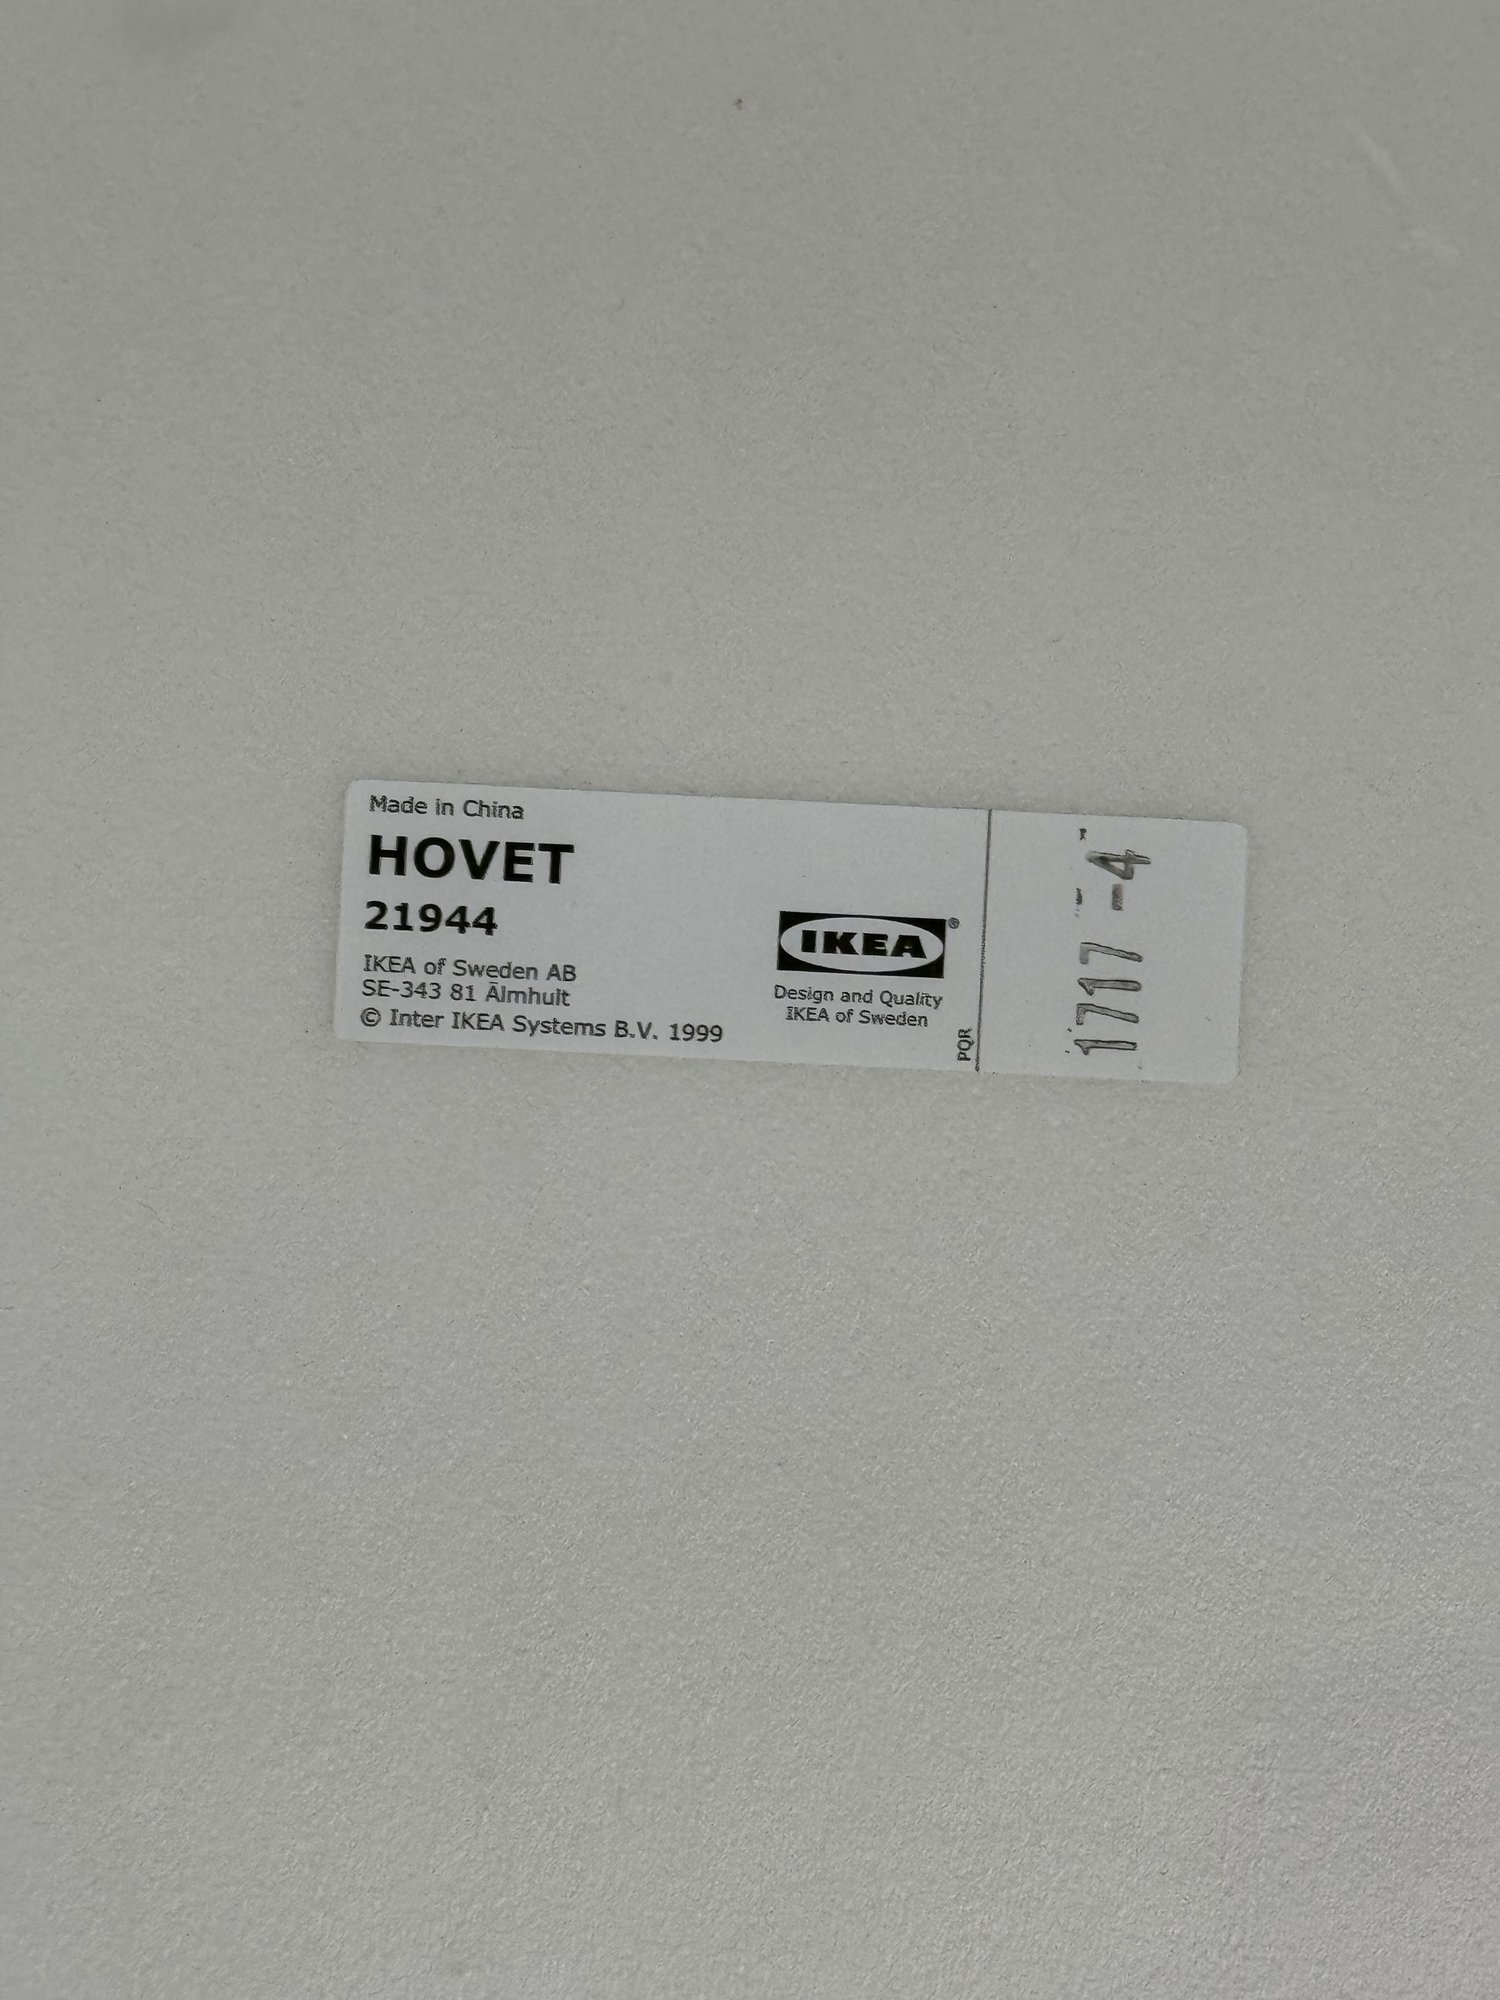 Made in China
HOVET
21944
IKEA of Sweden AB
SE-343 81 Älmhult
© Inter IKEA Systems B.V. 1999
IKEA®
Design and Quality
IKEA of Sweden
PQR
1717 -4